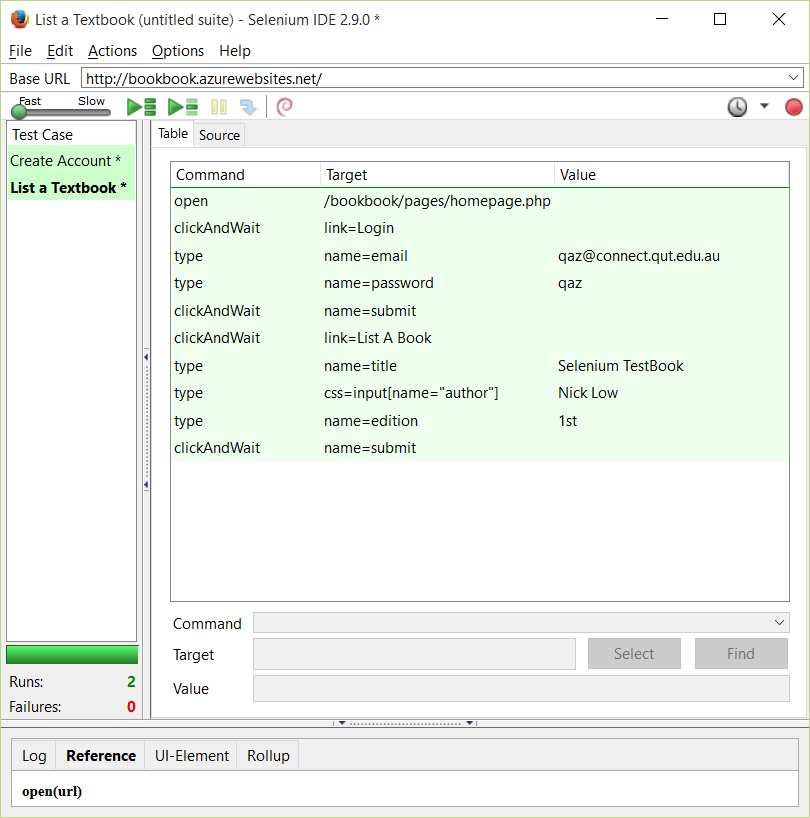 List a Textbook (untitled suite) - Selenium IDE 2.9.0 *
File Edit Actions Options Help
Base URL http://bookbook.azurewebsites.net/
Fast Slow
Test Case
Create Account *
List a Textbook *
Table Source
Command Target Value
open /bookbook/pages/homepage.php
clickAndWait link=Login
type name=email qaz@connect.qut.edu.au
type name=password qaz
clickAndWait name=submit
clickAndWait link=List A Book
type name=title Selenium TestBook
type css=input[name="author"] Nick Low
type name=edition 1st
clickAndWait name=submit
Command
Target Select Find
Value
Runs: 2
Failures: 0
Log Reference UI-Element Rollup
open(url)